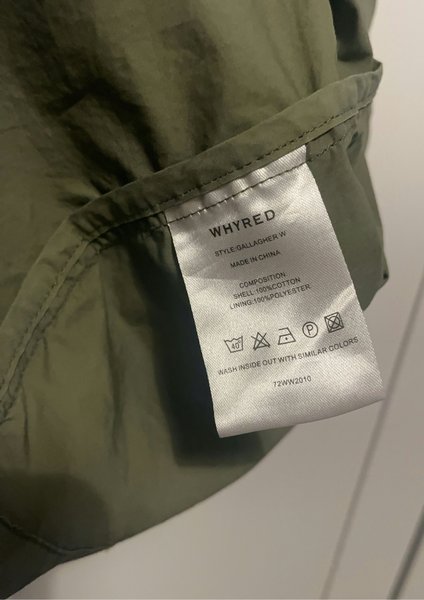 WHYRED
STYLE:GALLAGHER W
MADE IN CHINA
COMPOSITION
SHELL:100%COTTON
LINING:100%POLYESTER
40 P
WASH INSIDE OUT WITH SIMILAR COLORS
72WW2010